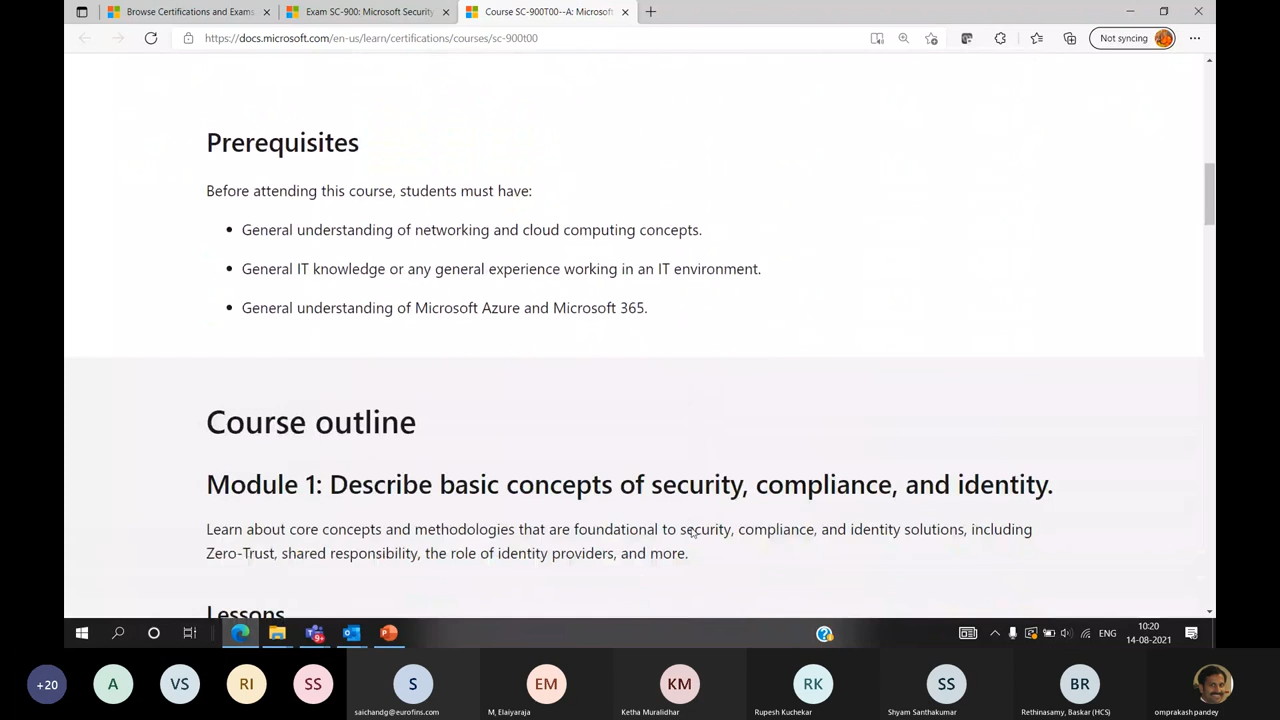 Browse Certifications and Exams
Exam SC-900: Microsoft Security
Course SC-900T00--A: Microsoft
https://docs.microsoft.com/en-us/learn/certifications/courses/sc-900t00
Not syncing
Prerequisites
Before attending this course, students must have:
General understanding of networking and cloud computing concepts.
General IT knowledge or any general experience working in an IT environment.
General understanding of Microsoft Azure and Microsoft 365.
Course outline
Module 1: Describe basic concepts of security, compliance, and identity.
Learn about core concepts and methodologies that are foundational to security, compliance, and identity solutions, including
Zero-Trust, shared responsibility, the role of identity providers, and more.
Lessons
9+
ENG
10:20
14-08-2021
+20
A
VS
RI
SS
S
EM
KM
RK
SS
BR
saichandg@eurofins.com
M, Elaiyaraja
Ketha Muralidhar
Rupesh Kuchekar
Shyam Santhakumar
Rethinasamy, Baskar (HCS)
omprakash pandey